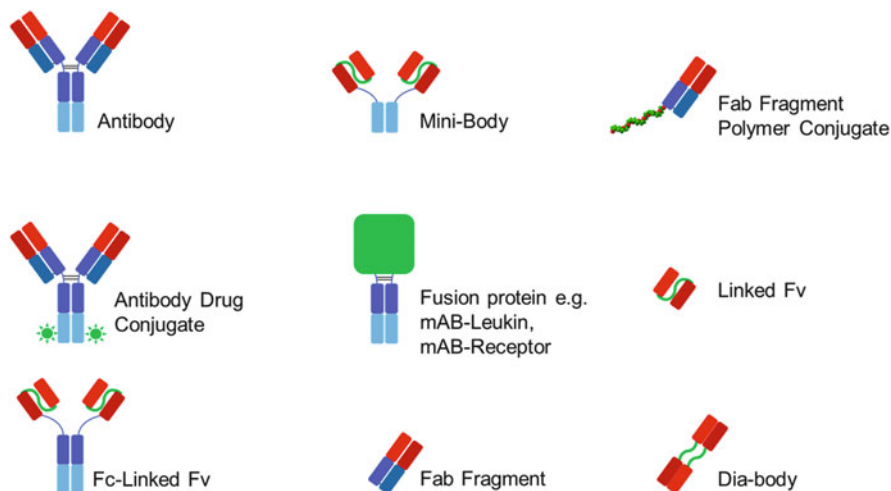 Antibody
Mini-Body
Fab Fragment
Polymer Conjugate
Antibody Drug
Conjugate
Fusion protein e.g.
mAB-Leukin,
mAB-Receptor
Linked Fv
Fc-Linked Fv
Fab Fragment
Dia-body